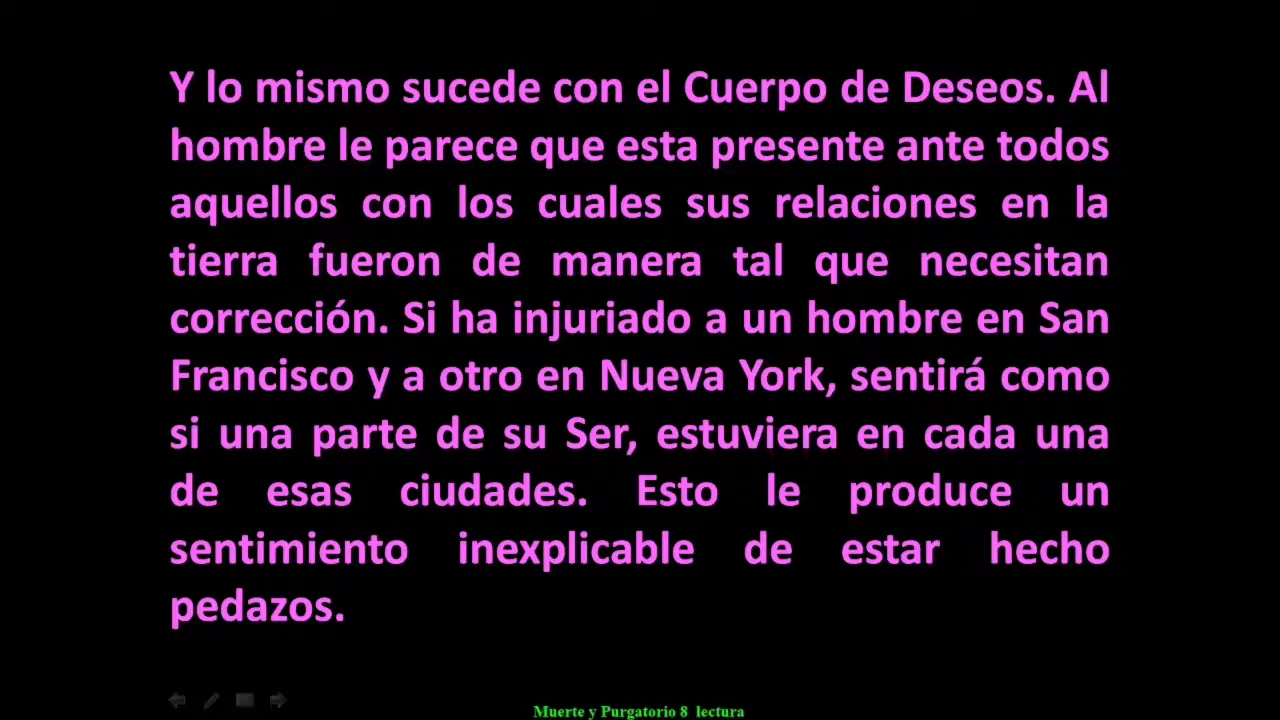 Y lo mismo sucede con el Cuerpo de Deseos. Al
hombre le parece que esta presente ante todos
aquellos con los cuales sus relaciones en la
tierra fueron de manera tal que necesitan
corrección. Si ha injuriado a un hombre en San
Francisco y a otro en Nueva York, sentirá como
si una parte de su Ser, estuviera en cada una
de esas ciudades. Esto le produce un
sentimiento inexplicable de estar hecho
pedazos.
Muerte y Purgatorio 8 lectura